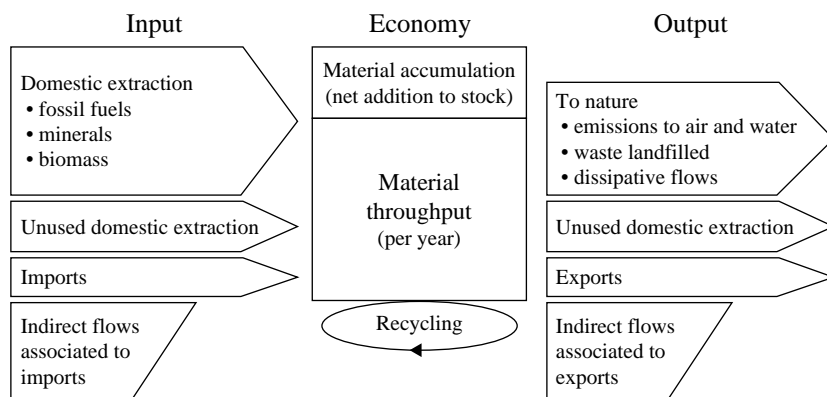 Input
Economy
Output
Domestic extraction
• fossil fuels
• minerals
• biomass
Unused domestic extraction
Imports
Indirect flows
associated to
imports
Material accumulation
(net addition to stock)
Material
throughput
(per year)
Recycling
To nature
• emissions to air and water
• waste landfilled
• dissipative flows
Unused domestic extraction
Exports
Indirect flows
associated to
exports